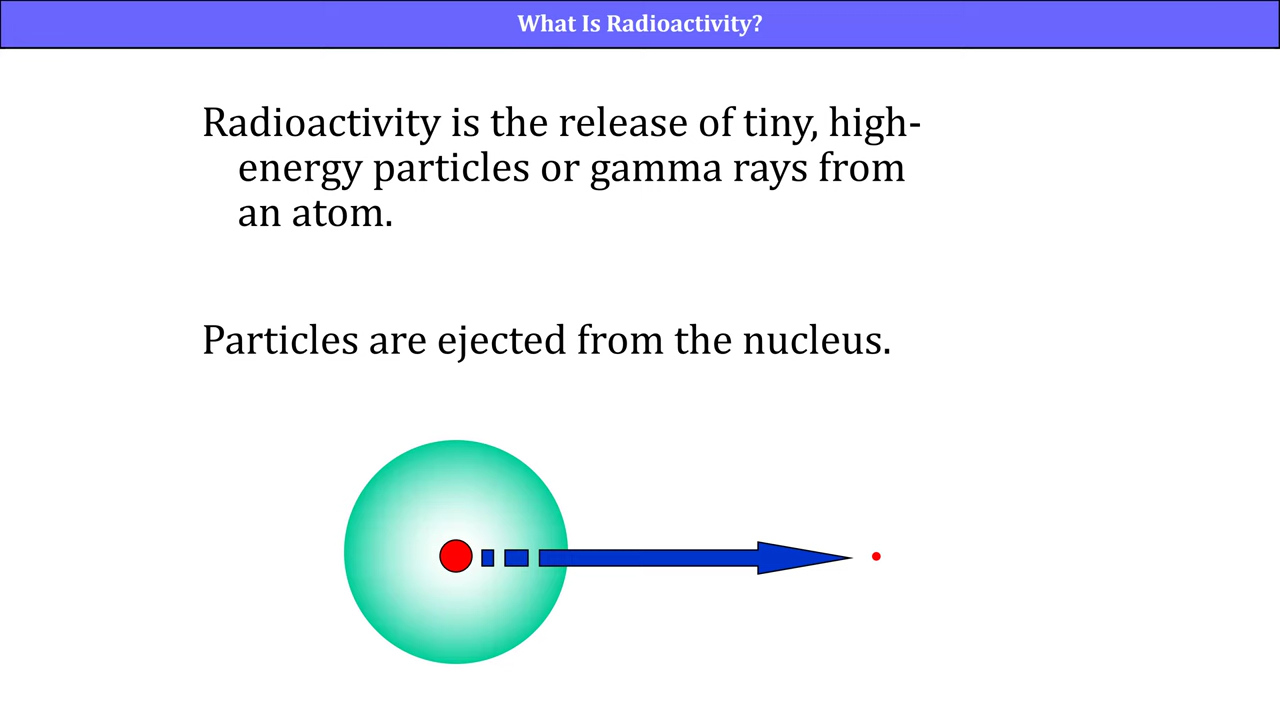 What Is Radioactivity?
Radioactivity is the release of tiny, high-
energy particles or gamma rays from
an atom.
Particles are ejected from the nucleus.